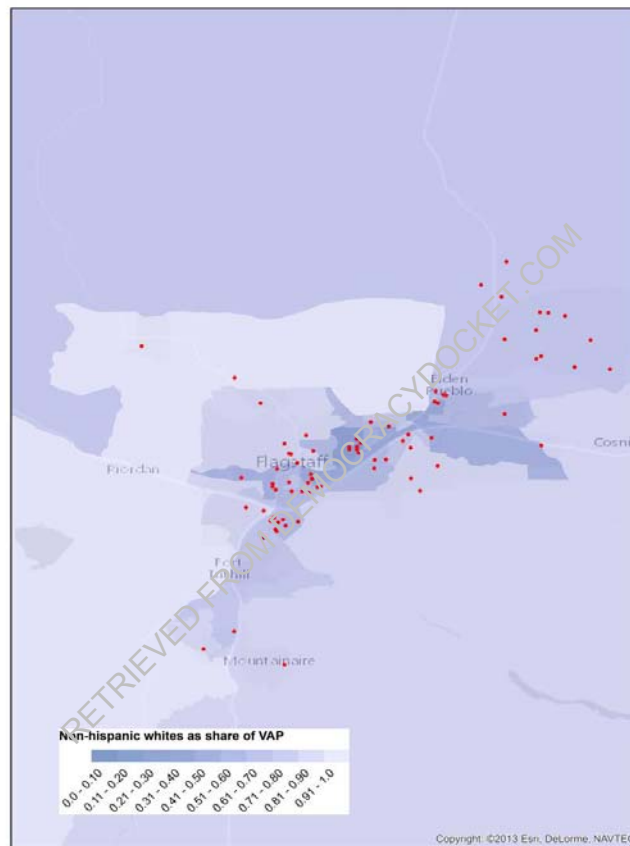 Elden
Pueblo
Cosni
Flagstaff
Riordan
Fort
Tuthill
Mountainaire
RETRIEVED FROM DEMOCRACYDOCKET.COM
Non-hispanic whites as share of VAP
0.0 - 0.10
0.11 - 0.20
0.21 - 0.30
0.31 - 0.40
0.41 - 0.50
0.51 - 0.60
0.61 - 0.70
0.71 - 0.80
0.81 - 0.90
0.91 - 1.0
Copyright: ©2013 Esri, DeLorme, NAVTEQ